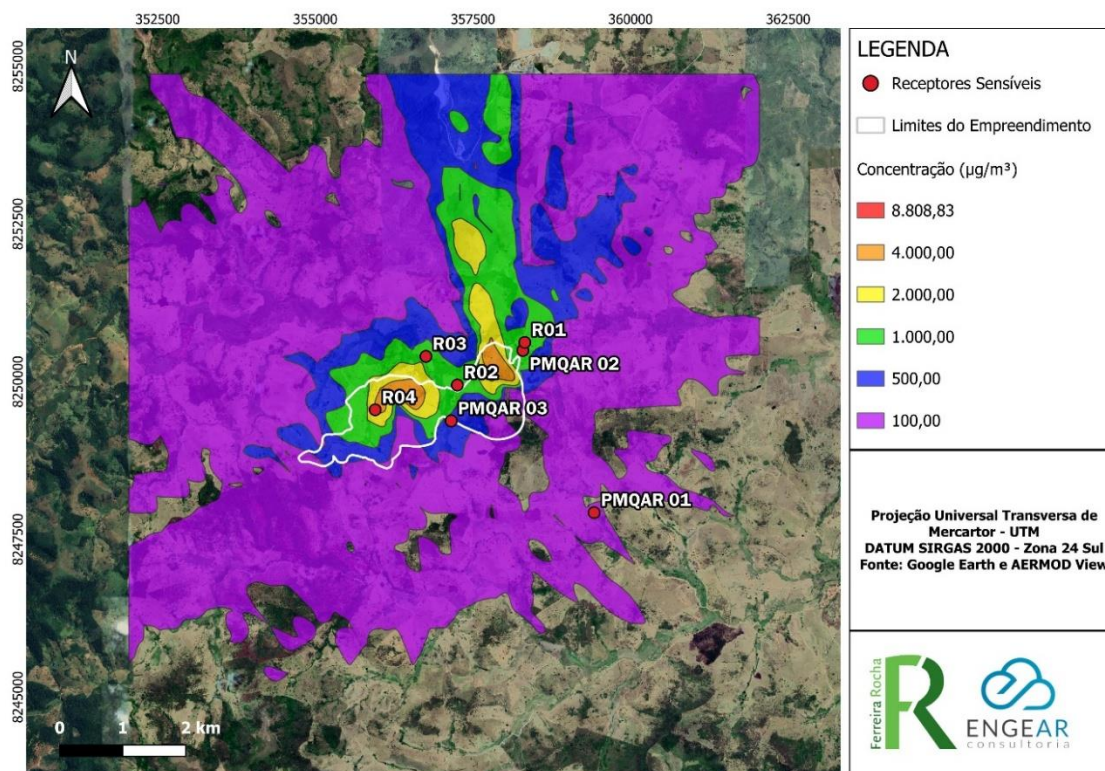 352500 355000 357500 360000 362500
8255000
8252500
8250000
8247500
8245000
N
R01
R03
PMQAR 02
R02
R04
PMQAR 03
PMQAR 01
0 1 2 km
LEGENDA
Receptores Sensíveis
Limites do Empreendimento
Concentração (µg/m³)
8.808,83
4.000,00
2.000,00
1.000,00
500,00
100,00
Projeção Universal Transversa de
Mercartor - UTM
DATUM SIRGAS 2000 - Zona 24 Sul
Fonte: Google Earth e AERMOD View
Ferreira Rocha
FR
ENGEAR
consultoria